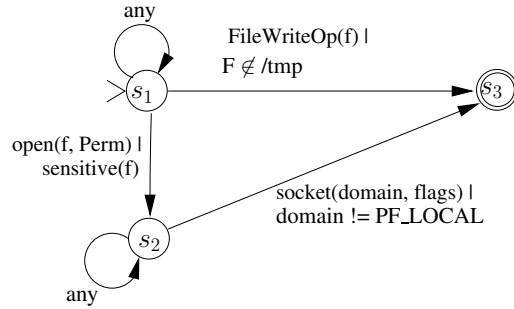 any
FileWriteOp(f) |
F ⊄ /tmp
s1
s3
open(f, Perm) |
sensitive(f)
socket(domain, flags) |
domain != PF_LOCAL
s2
any